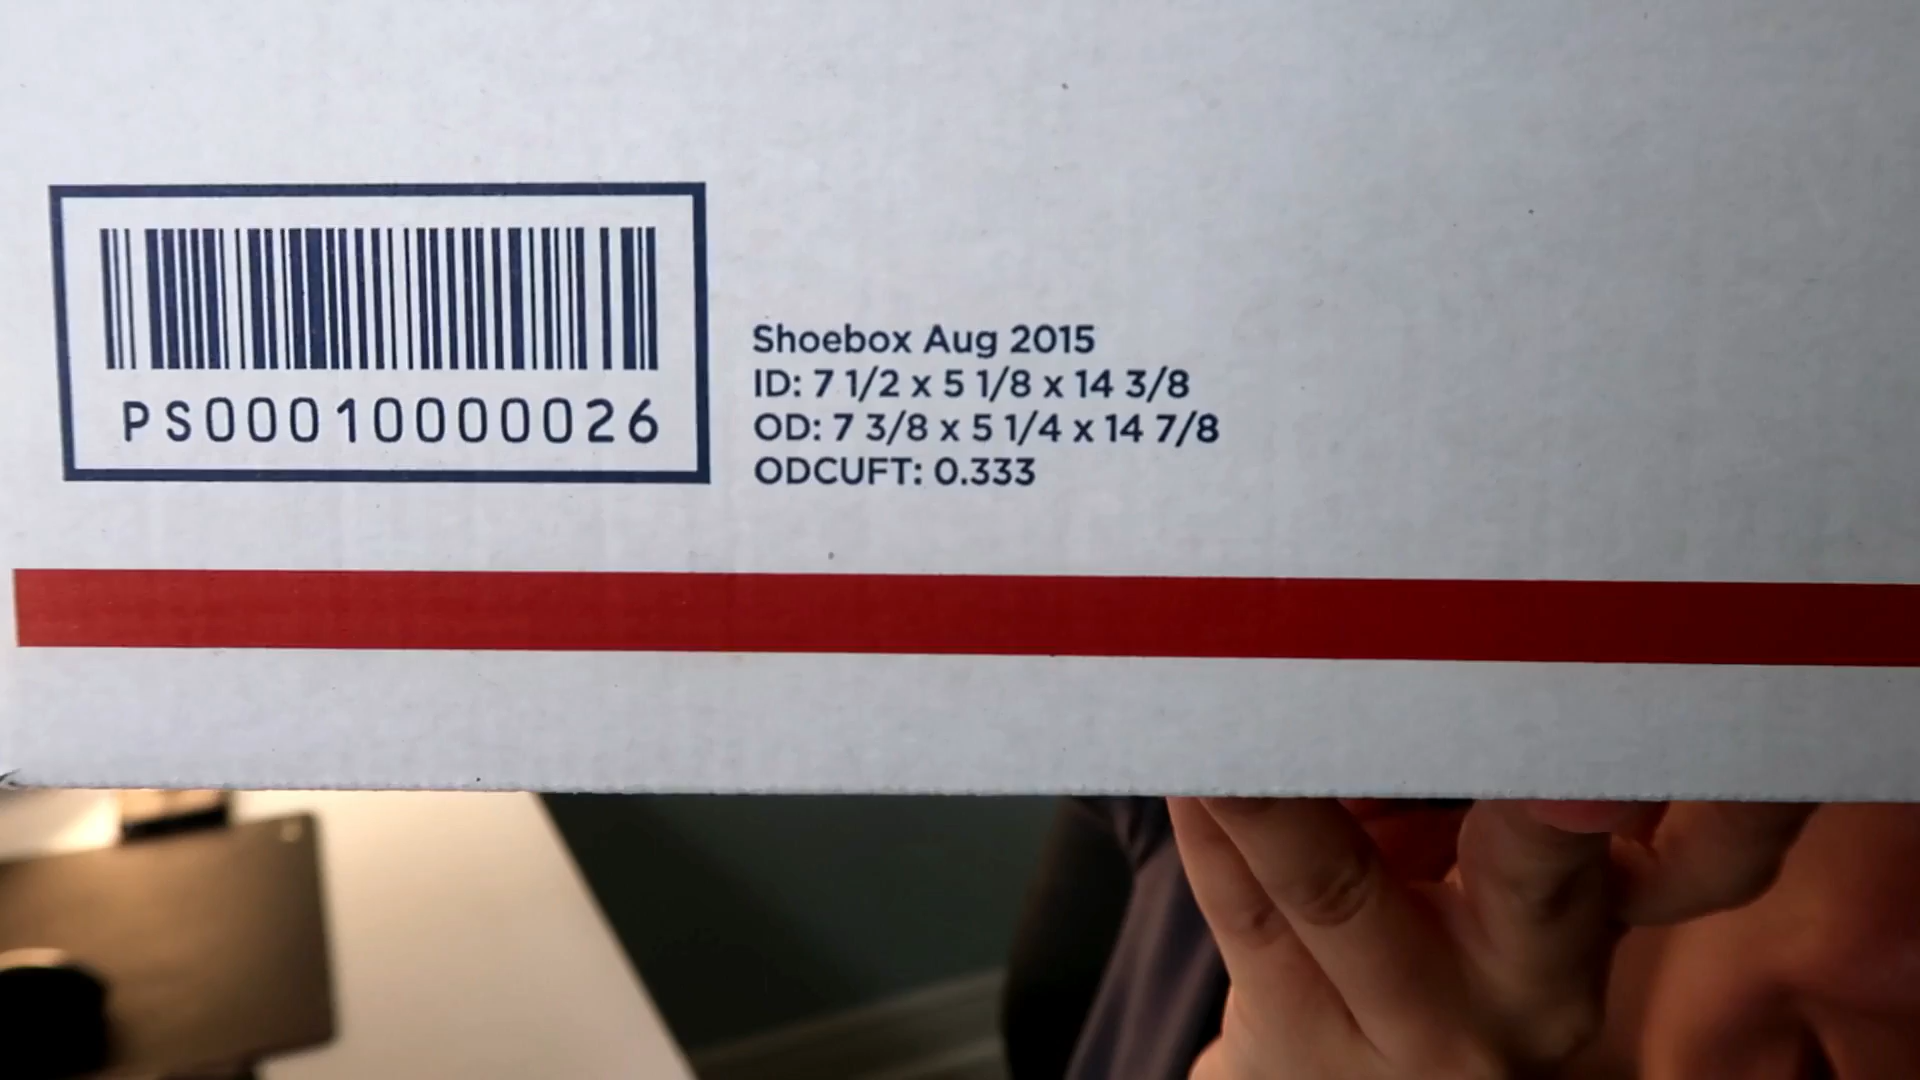 PS00010000026
Shoebox Aug 2015
ID: 7 1/2 x 5 1/8 x 14 3/8
OD: 7 3/8 x 5 1/4 x 14 7/8
ODCUFT: 0.333